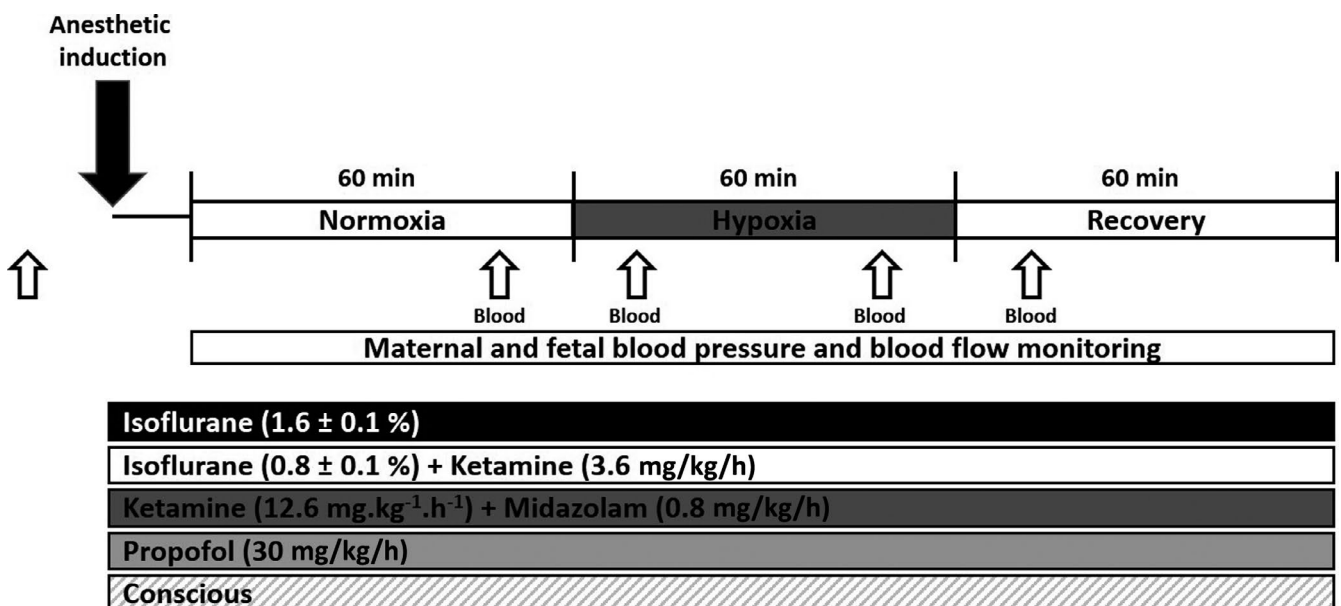 Anesthetic
induction
60 min
60 min
60 min
Normoxia
Hypoxia
Recovery
Blood
Blood
Blood
Blood
Maternal and fetal blood pressure and blood flow monitoring
Isoflurane (1.6 ± 0.1 %)
Isoflurane (0.8 ± 0.1 %) + Ketamine (3.6 mg/kg/h)
Ketamine (12.6 mg.kg⁻¹.h⁻¹) + Midazolam (0.8 mg/kg/h)
Propofol (30 mg/kg/h)
Conscious